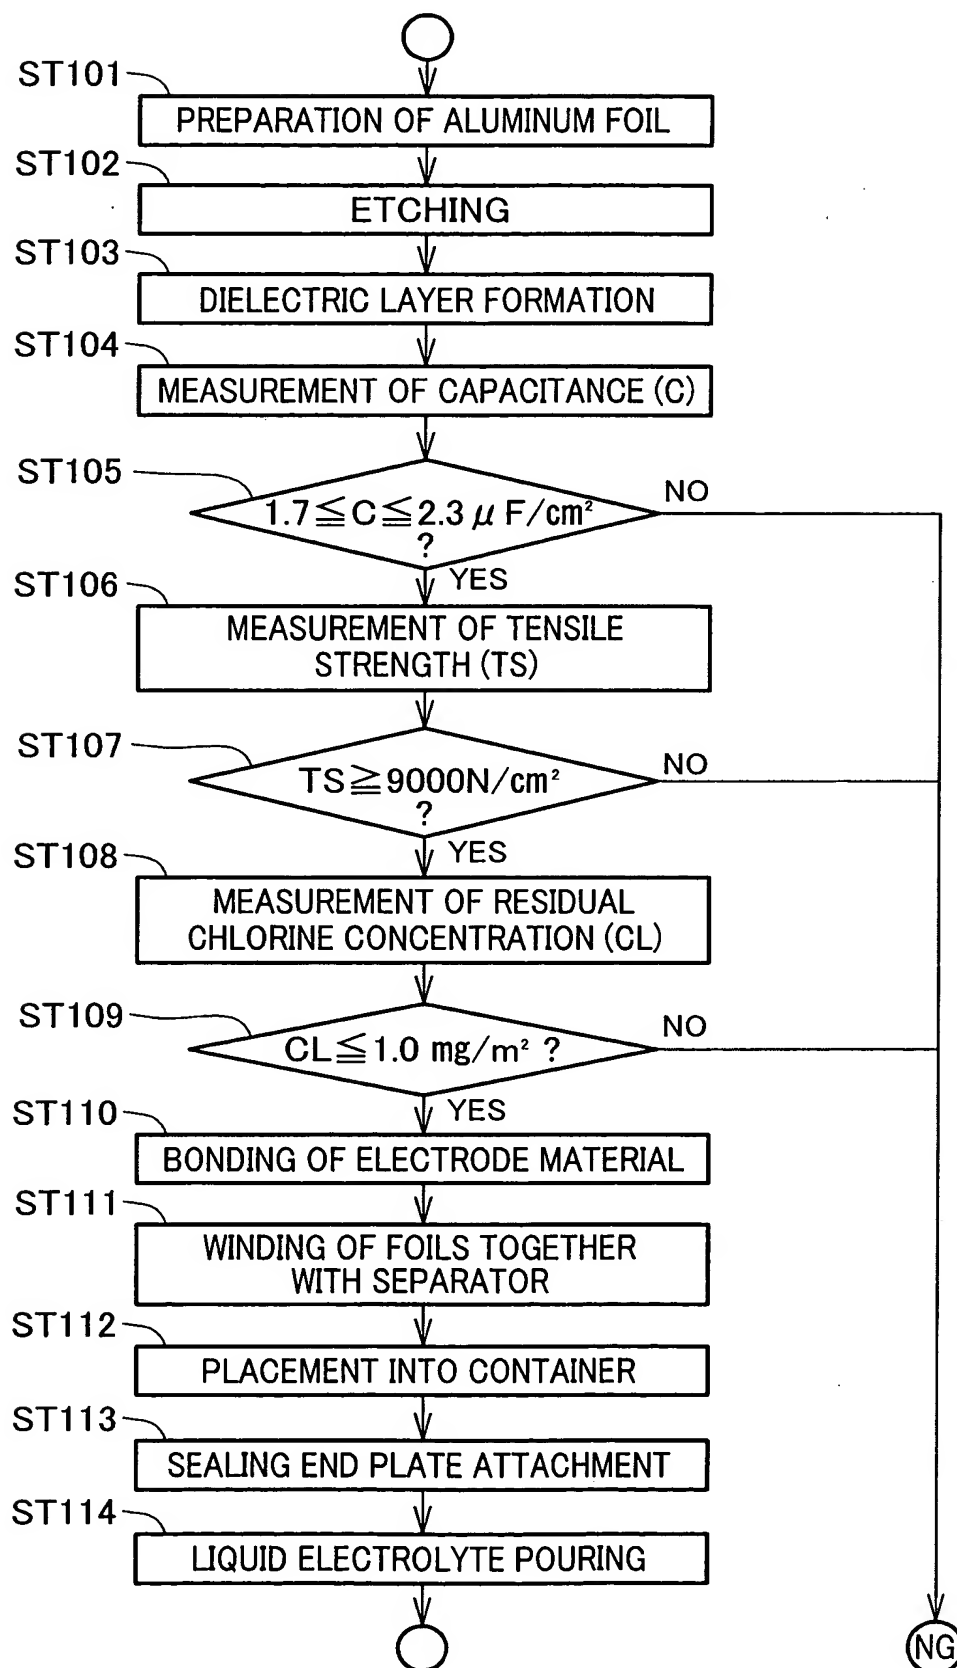 ST101
PREPARATION OF ALUMINUM FOIL
ST102
ETCHING
ST103
DIELECTRIC LAYER FORMATION
ST104
MEASUREMENT OF CAPACITANCE (C)
ST105
1.7≦C≦2.3 μF/cm²
?
NO
YES
ST106
MEASUREMENT OF TENSILE
STRENGTH (TS)
ST107
TS≧9000N/cm²
?
NO
YES
ST108
MEASUREMENT OF RESIDUAL
CHLORINE CONCENTRATION (CL)
ST109
CL≦1.0 mg/m² ?
NO
YES
ST110
BONDING OF ELECTRODE MATERIAL
ST111
WINDING OF FOILS TOGETHER
WITH SEPARATOR
ST112
PLACEMENT INTO CONTAINER
ST113
SEALING END PLATE ATTACHMENT
ST114
LIQUID ELECTROLYTE POURING
NG